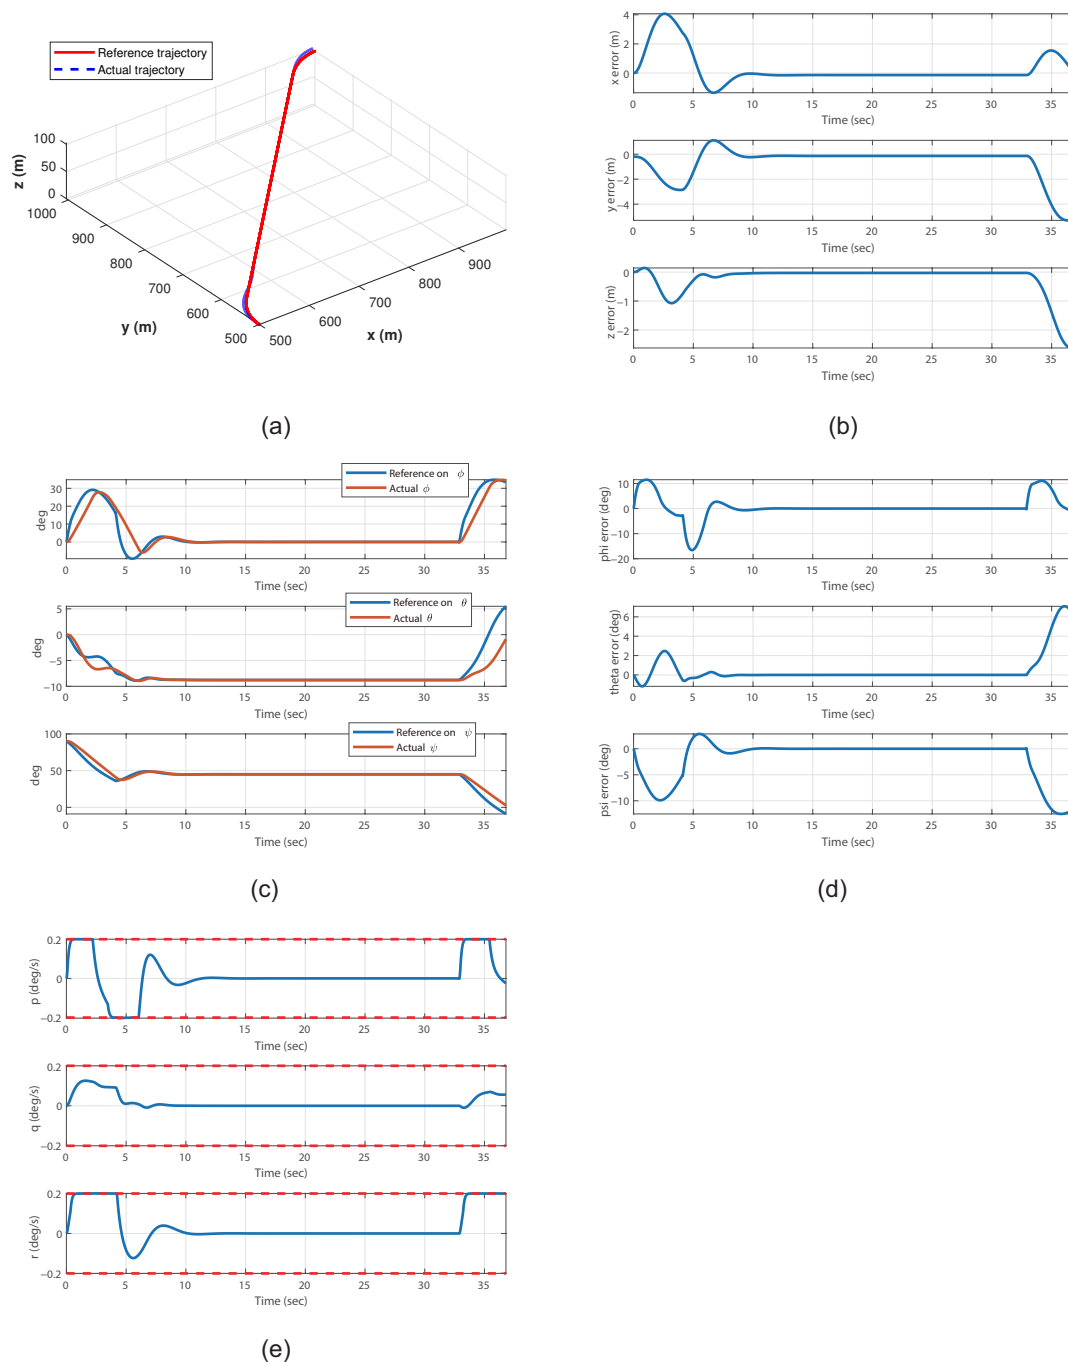 Reference trajectory
Actual trajectory
100
50
0
z (m)
1000
900
800
700
600
500
y (m)
500
600
700
800
900
x (m)
(a)
4
2
0
x error (m)
0 5 10 15 20 25 30 35
Time (sec)
0
−2
−4
y error (m)
0 5 10 15 20 25 30 35
Time (sec)
0
−1
−2
z error (m)
0 5 10 15 20 25 30 35
Time (sec)
(b)
Reference on ϕ
Actual ϕ
30
20
10
0
deg
0 5 10 15 20 25 30 35
Time (sec)
Reference on θ
Actual θ
5
0
−5
−10
deg
0 5 10 15 20 25 30 35
Time (sec)
Reference on ψ
Actual ψ
100
50
0
deg
0 5 10 15 20 25 30 35
Time (sec)
(c)
10
0
−10
−20
phi error (deg)
0 5 10 15 20 25 30 35
Time (sec)
6
4
2
0
theta error (deg)
0 5 10 15 20 25 30 35
Time (sec)
0
−5
−10
psi error (deg)
0 5 10 15 20 25 30 35
Time (sec)
(d)
0.2
0
−0.2
p (deg/s)
0 5 10 15 20 25 30 35
Time (sec)
0.2
0
−0.2
q (deg/s)
0 5 10 15 20 25 30 35
Time (sec)
0.2
0
−0.2
r (deg/s)
0 5 10 15 20 25 30 35
Time (sec)
(e)